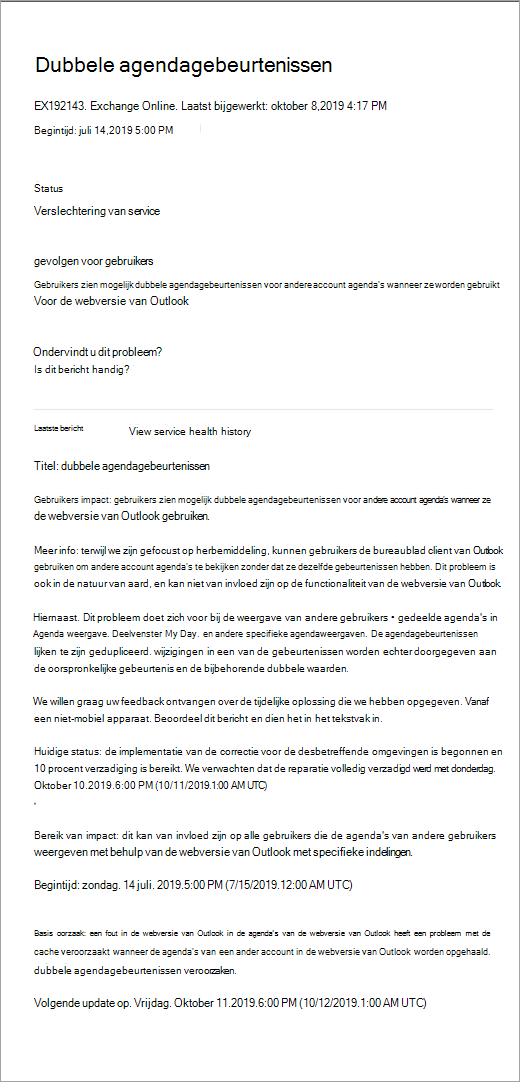 Dubbele agendagebeurtenissen
EX192143. Exchange Online. Laatst bijgewerkt: oktober 8,2019 4:17 PM
Begintijd: juli 14,2019 5:00 PM
Status
Verslechtering van service
gevolgen voor gebruikers
Gebruikers zien mogelijk dubbele agendagebeurtenissen voor andere account agenda's wanneer ze worden gebruikt
Voor de webversie van Outlook
Ondervindt u dit probleem?
Is dit bericht handig?
Laatste bericht View service health history
Titel: dubbele agendagebeurtenissen
Gebruikers impact: gebruikers zien mogelijk dubbele agendagebeurtenissen voor andere account agenda's wanneer ze
de webversie van Outlook gebruiken.
Meer info: terwijl we zijn gefocust op herbemiddeling, kunnen gebruikers de bureaublad client van Outlook
gebruiken om andere account agenda's te bekijken zonder dat ze dezelfde gebeurtenissen hebben. Dit probleem is
ook in de natuur van aard, en kan niet van invloed zijn op de functionaliteit van de webversie van Outlook.
Hiernaast. Dit probleem doet zich voor bij de weergave van andere gebruikers • gedeelde agenda's in
Agenda weergave. Deelvenster My Day. en andere specifieke agendaweergaven. De agendagebeurtenissen
lijken te zijn gedupliceerd. wijzigingen in een van de gebeurtenissen worden echter doorgegeven aan
de oorspronkelijke gebeurtenis en de bijbehorende dubbele waarden.
We willen graag uw feedback ontvangen over de tijdelijke oplossing die we hebben opgegeven. Vanaf
een niet-mobiel apparaat. Beoordeel dit bericht en dien het in het tekstvak in.
Huidige status: de implementatie van de correctie voor de desbetreffende omgevingen is begonnen en
10 procent verzadiging is bereikt. We verwachten dat de reparatie volledig verzadigd werd met donderdag.
Oktober 10.2019.6:00 PM (10/11/2019.1:00 AM UTC)
.
Bereik van impact: dit kan van invloed zijn op alle gebruikers die de agenda's van andere gebruikers
weergeven met behulp van de webversie van Outlook met specifieke indelingen.
Begintijd: zondag. 14 juli. 2019.5:00 PM (7/15/2019.12:00 AM UTC)
Basis oorzaak: een fout in de webversie van Outlook in de agenda's van de webversie van Outlook heeft een probleem met de
cache veroorzaakt wanneer de agenda's van een ander account in de webversie van Outlook worden opgehaald.
dubbele agendagebeurtenissen veroorzaken.
Volgende update op. Vrijdag. Oktober 11.2019.6:00 PM (10/12/2019.1:00 AM UTC)